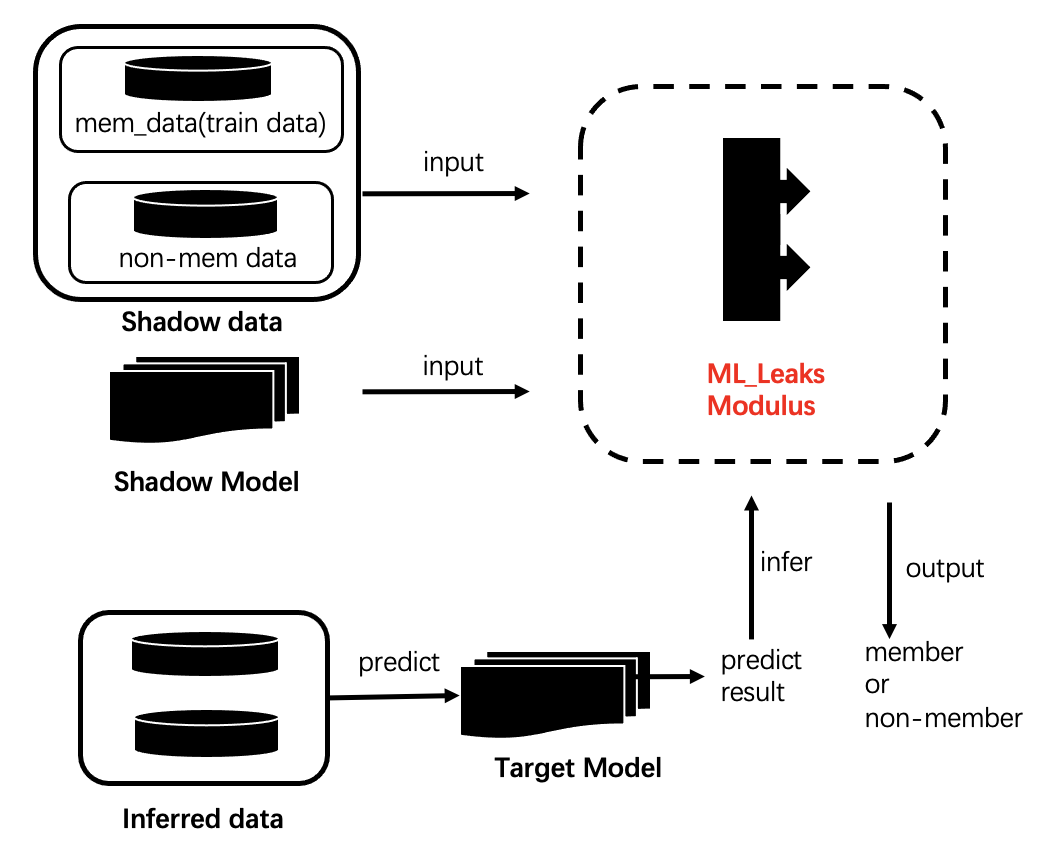 mem_data(train data)
non-mem data
Shadow data
input
input
Shadow Model
ML_Leaks
Modulus
infer
output
predict
result
member
or
non-member
predict
Target Model
Inferred data